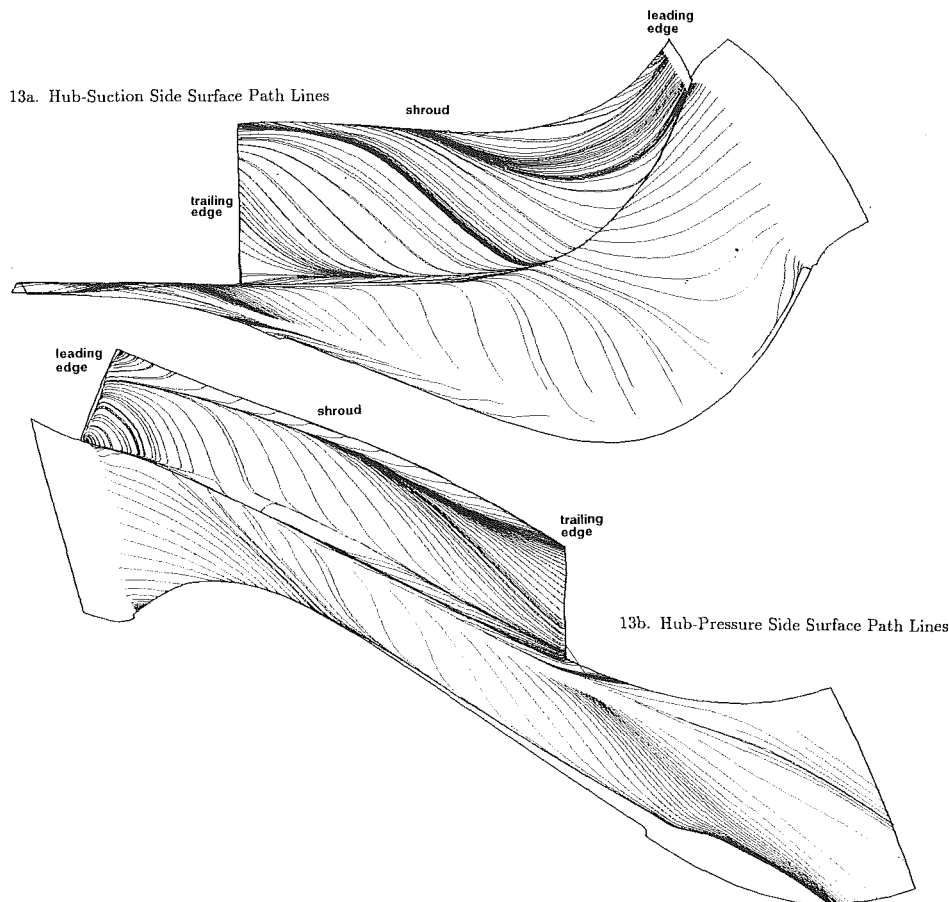 leading
edge
13a. Hub-Suction Side Surface Path Lines
shroud
trailing
edge
leading
edge
shroud
trailing
edge
13b. Hub-Pressure Side Surface Path Lines